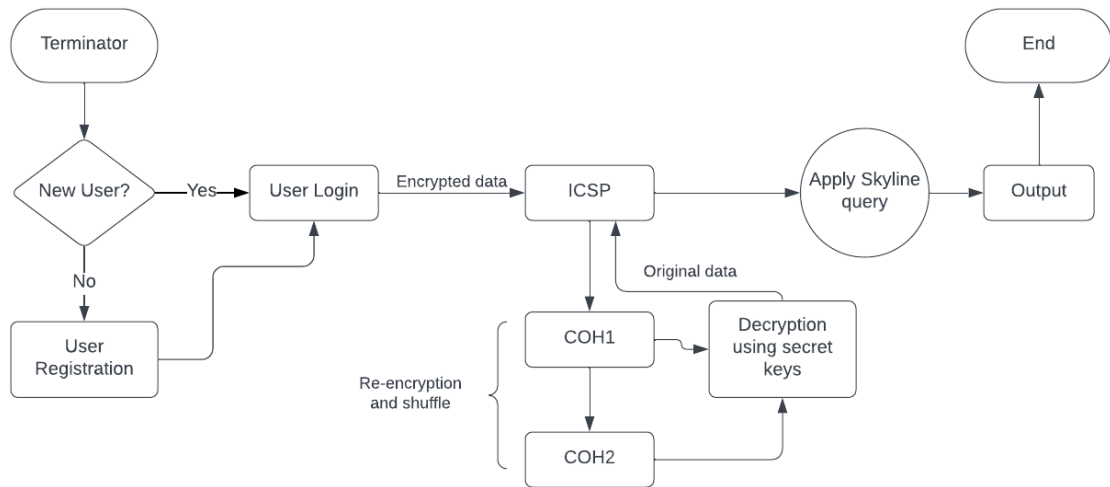 Terminator
End
New User?
Yes
User Login
Encrypted data
ICSP
Apply Skyline
query
Output
No
Original data
User
Registration
COH1
Decryption
using secret
keys
Re-encryption
and shuffle
COH2